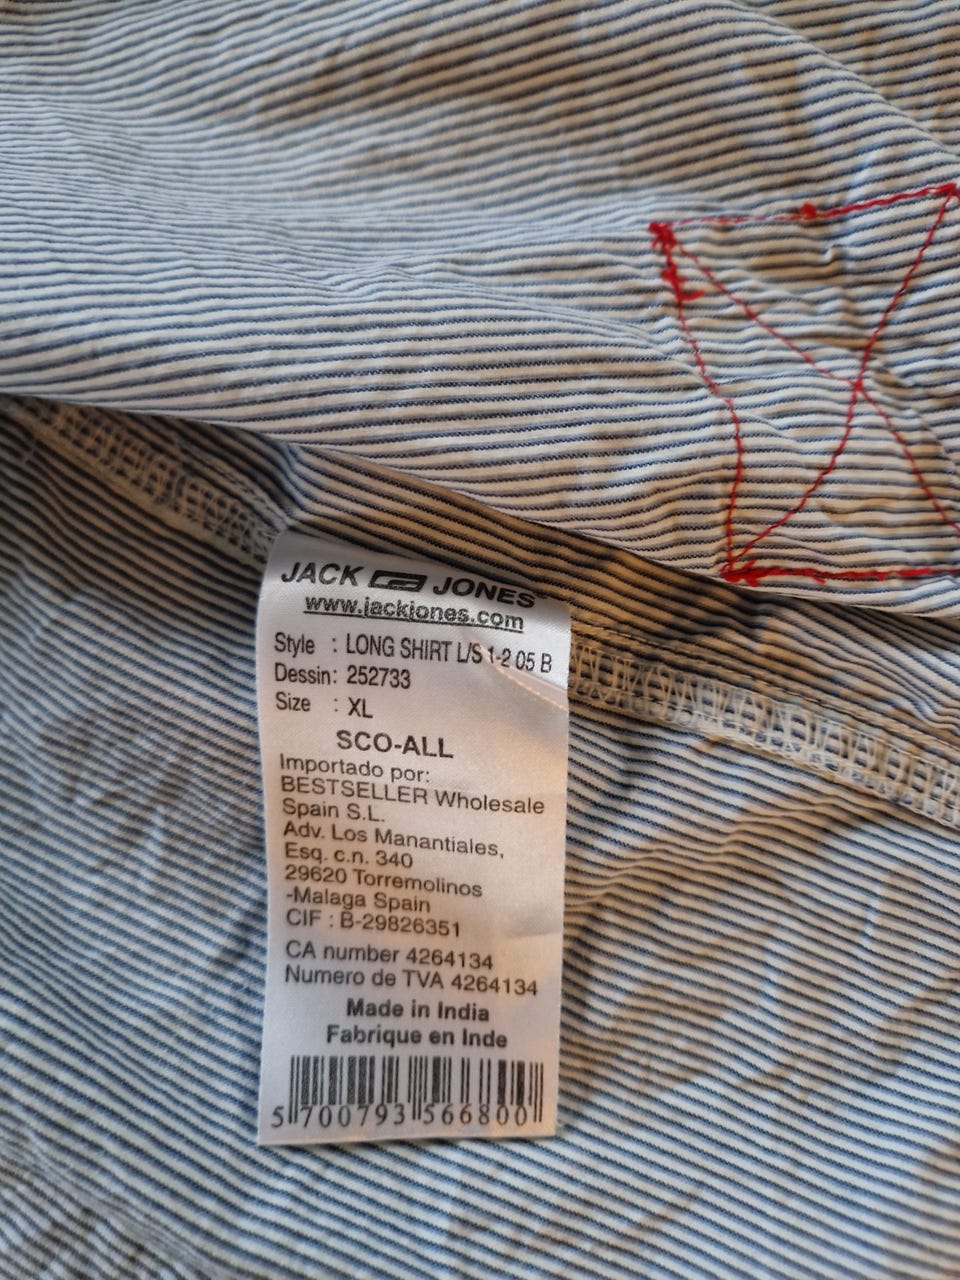 JACK JONES
www.jackjones.com
Style : LONG SHIRT L/S 1-2 05 B
Dessin: 252733
Size : XL
SCO-ALL
Importado por:
BESTSELLER Wholesale
Spain S.L.
Adv. Los Manantiales,
Esq. c.n. 340
29620 Torremolinos
-Malaga Spain
CIF : B-29826351
CA number 4264134
Numero de TVA 4264134
Made in India
Fabrique en Inde
5 700793 566800